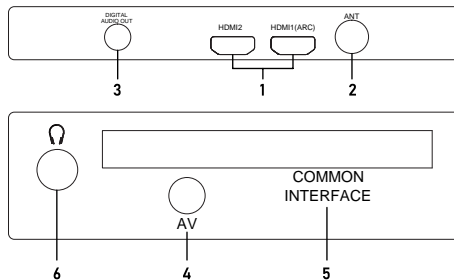 DIGITAL
AUDIO OUT
HDMI2
HDMI1(ARC)
ANT
3
1
2
COMMON
INTERFACE
AV
6
4
5